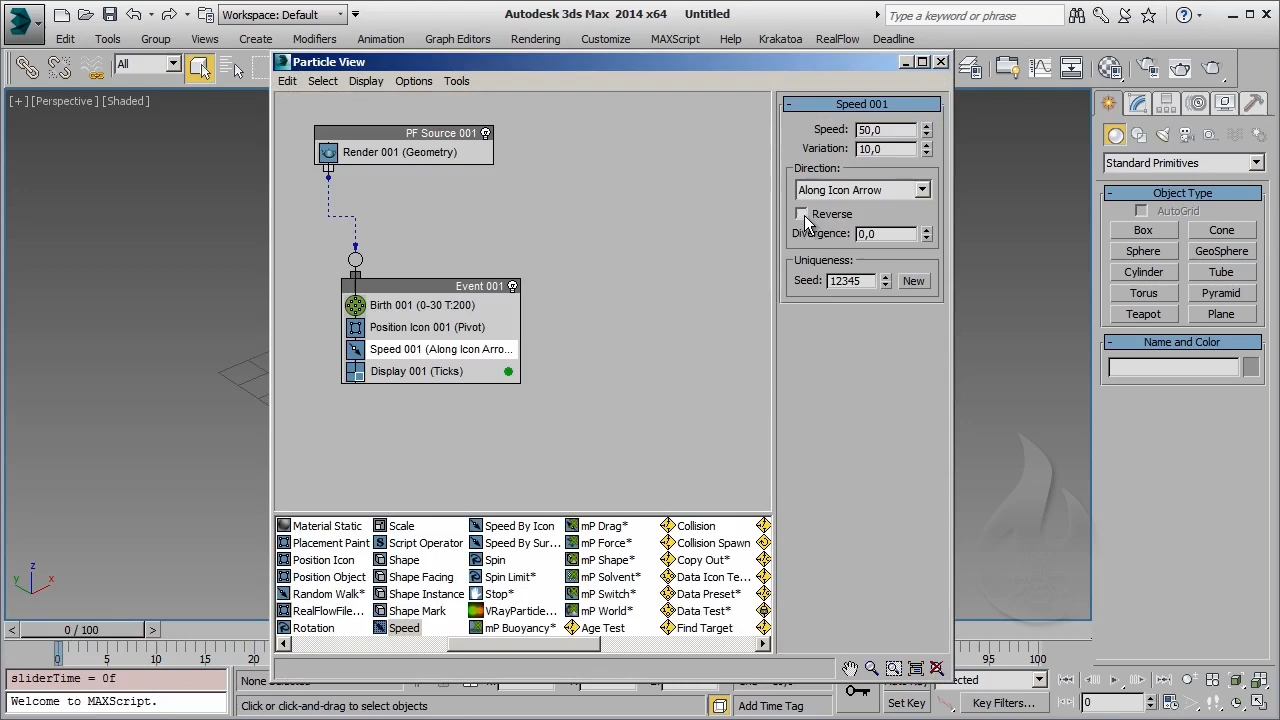 Workspace: Default
Autodesk 3ds Max 2014 x64 Untitled
Type a keyword or phrase
Edit Tools Group Views Create Modifiers Animation Graph Editors Rendering Customize MAXScript Help Krakatoa RealFlow Deadline
All
[+][Perspective][Shaded]
Particle View
Edit Select Display Options Tools
PF Source 001
Render 001 (Geometry)
Event 001
Birth 001 (0-30 T:200)
Position Icon 001 (Pivot)
Speed 001 (Along Icon Arro...
Display 001 (Ticks)
Speed 001
Speed: 50,0
Variation: 10,0
Direction:
Along Icon Arrow
Reverse
Divergence: 0,0
Uniqueness:
Seed: 12345 New
Standard Primitives
Object Type
AutoGrid
Box Cone
Sphere GeoSphere
Cylinder Tube
Torus Pyramid
Teapot Plane
Name and Color
Material Static Scale Speed By Icon mP Drag* Collision
Placement Paint Script Operator Speed By Sur... mP Force* Collision Spawn
Position Icon Shape Spin mP Shape* Copy Out*
Position Object Shape Facing Spin Limit* mP Solvent* Data Icon Te...
Random Walk* Shape Instance Stop* mP Switch* Data Preset*
RealFlowFile... Shape Mark VRayParticle... mP World* Data Test*
Rotation Speed mP Buoyancy* Age Test Find Target
z
y
x
0 / 100
0 5 10 15 20 95 100
sliderTime = 0f
Welcome to MAXScript.
Click or click-and-drag to select objects
Add Time Tag
Set Key
Key Filters...
0